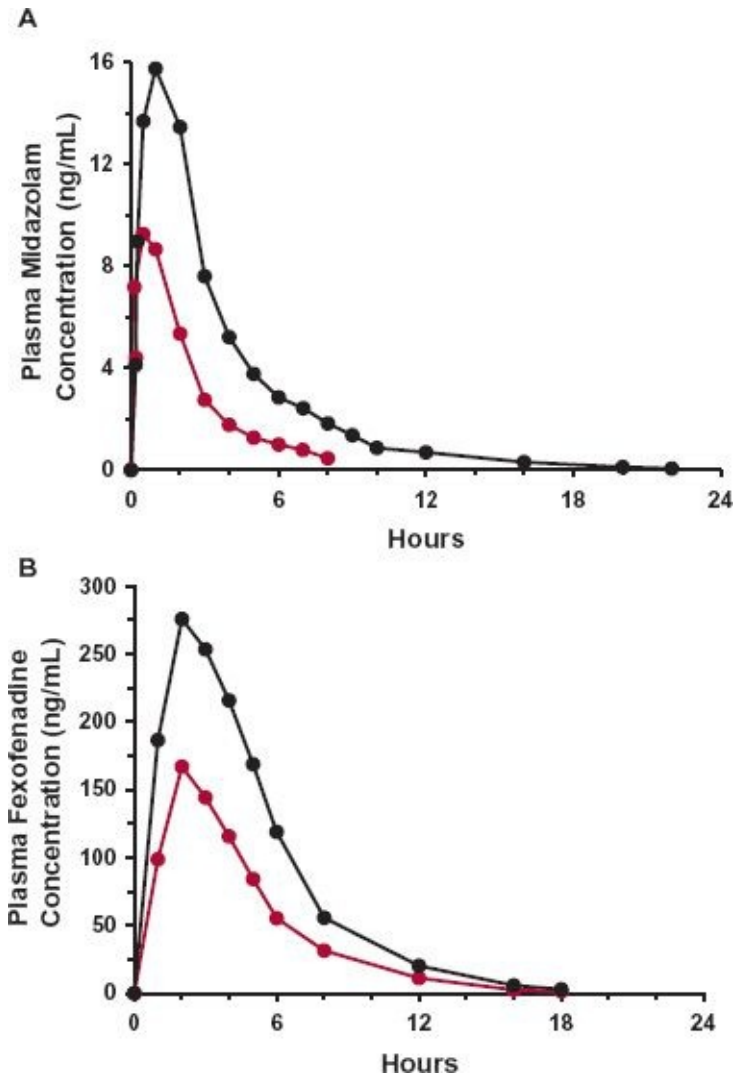 A
16
12
8
4
0
Plasma Midazolam
Concentration (ng/mL)
0 6 12 18 24
Hours
B
300
250
200
150
100
50
0
Plasma Fexofenadine
Concentration (ng/mL)
0 6 12 18 24
Hours